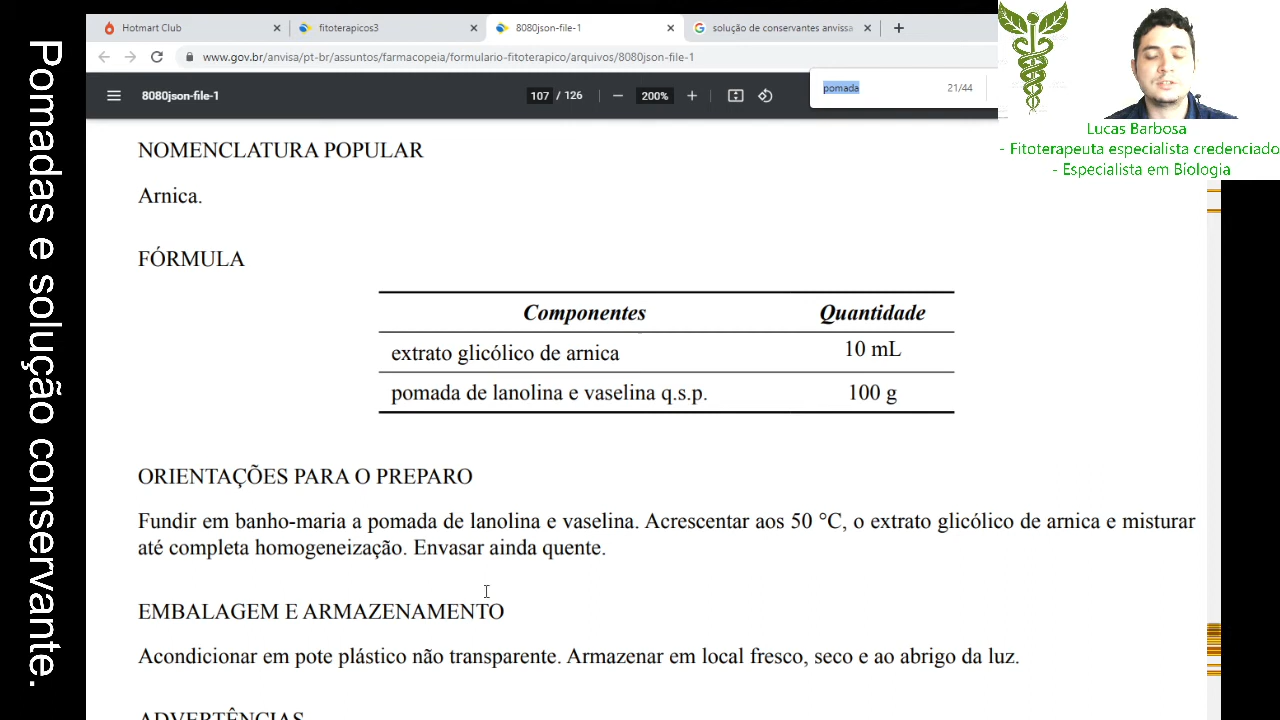 Pomadas e solução conservante.
Hotmart Club
fitoterapicos3
8080json-file-1
solução de conservantes anvissa
www.gov.br/anvisa/pt-br/assuntos/farmacopeia/formulario-fitoterapico/arquivos/8080json-file-1
pomada
21/44
8080json-file-1
107 / 126
200%
Lucas Barbosa
- Fitoterapeuta especialista credenciado
- Especialista em Biologia
NOMENCLATURA POPULAR
Arnica.
FÓRMULA
Componentes Quantidade
extrato glicólico de arnica 10 mL
pomada de lanolina e vaselina q.s.p. 100 g
ORIENTAÇÕES PARA O PREPARO
Fundir em banho-maria a pomada de lanolina e vaselina. Acrescentar aos 50 °C, o extrato glicólico de arnica e misturar
até completa homogeneização. Envasar ainda quente.
EMBALAGEM E ARMAZENAMENTO
Acondicionar em pote plástico não transparente. Armazenar em local fresco, seco e ao abrigo da luz.
ADVERTÊNCIAS